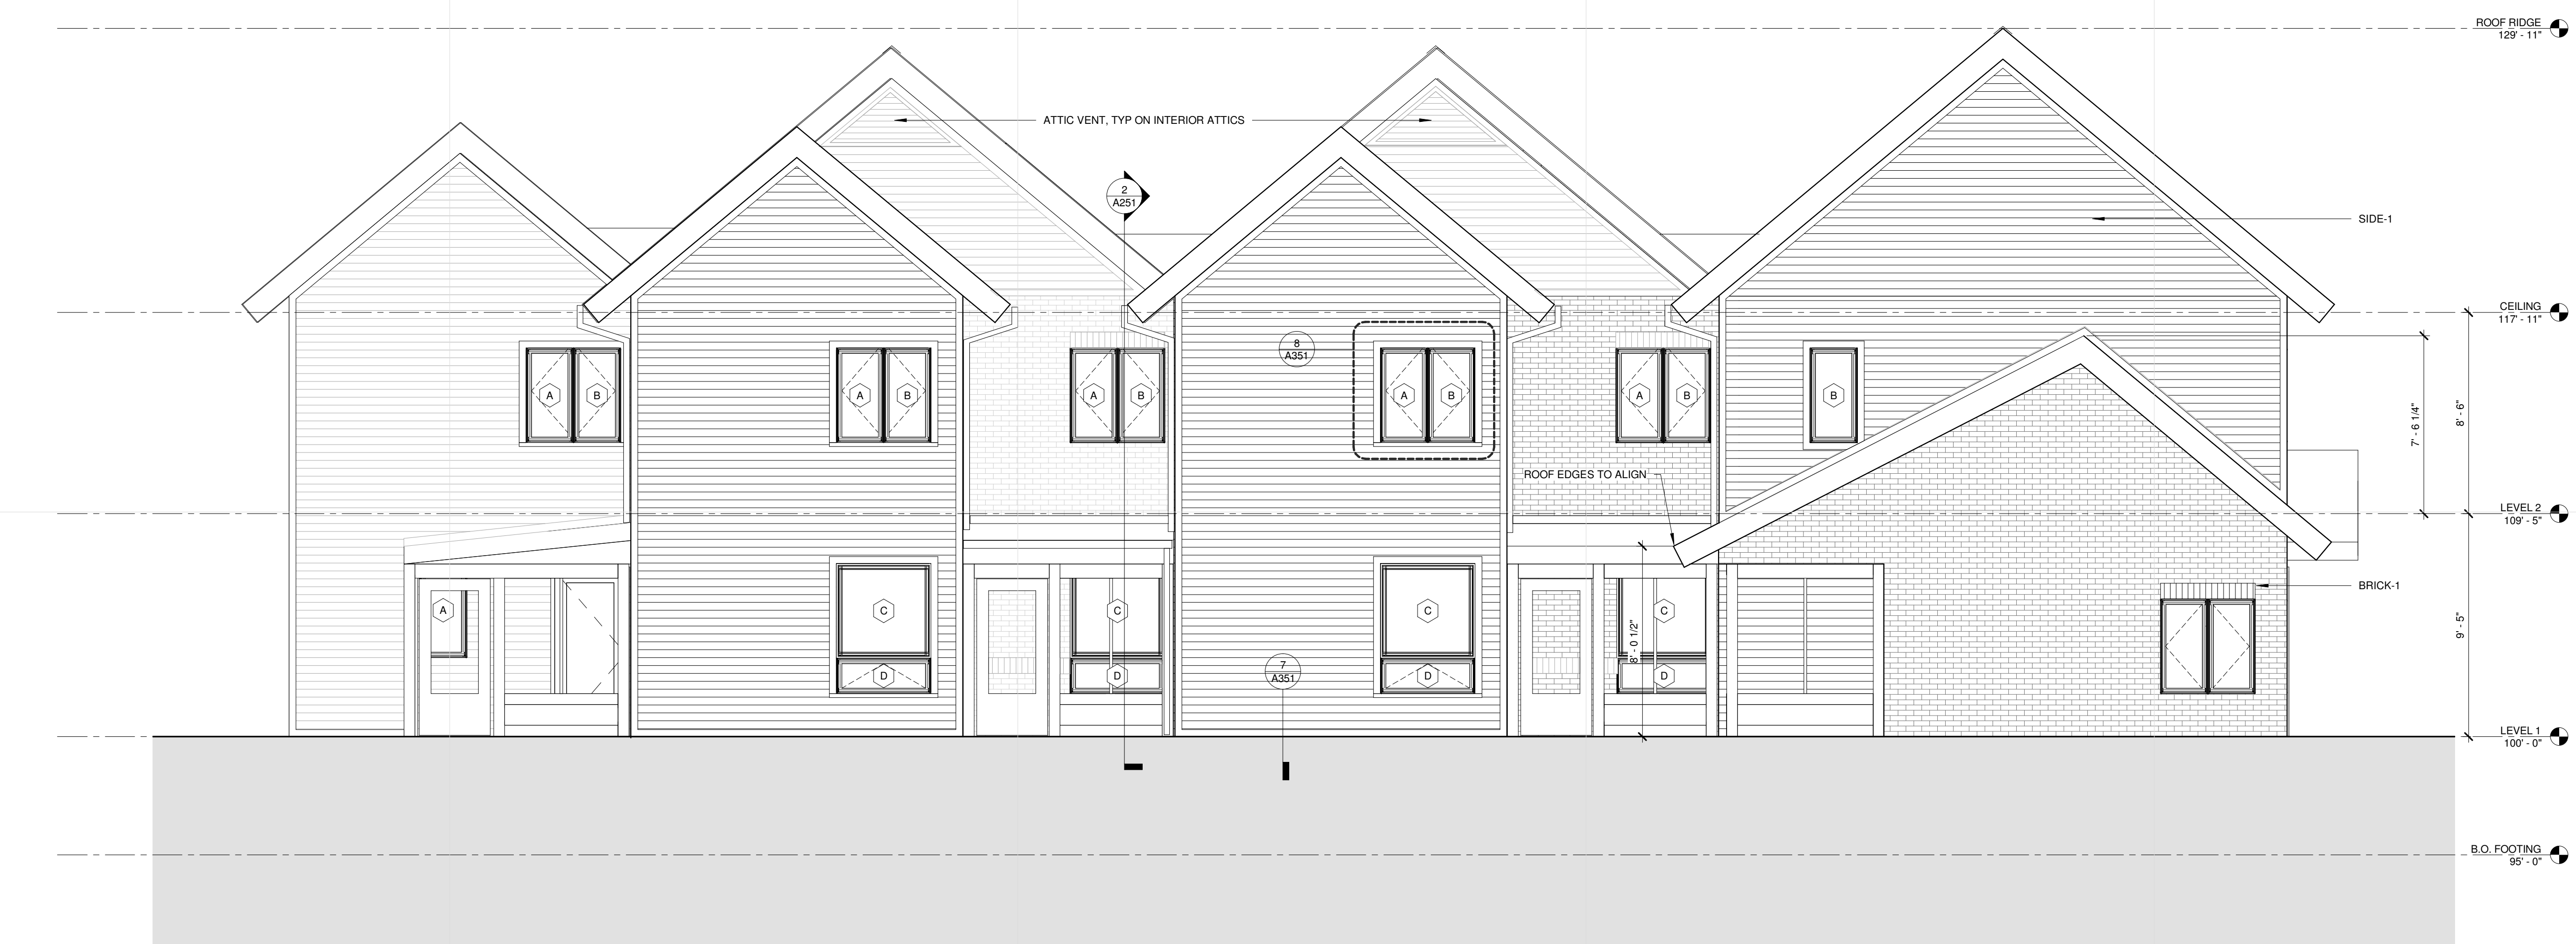 ROOF RIDGE
129' - 11"
ATTIC VENT, TYP ON INTERIOR ATTICS
2
A251
SIDE-1
CEILING
117' - 11"
8
A351
A B
A B
A B
A B
A B
B
7' - 6 1/4"
8' - 6"
ROOF EDGES TO ALIGN
LEVEL 2
109' - 5"
BRICK-1
A
C
C
C
C
8' - 0 1/2"
9' - 5"
7
A351
D
D
D
D
LEVEL 1
100' - 0"
B.O. FOOTING
95' - 0"